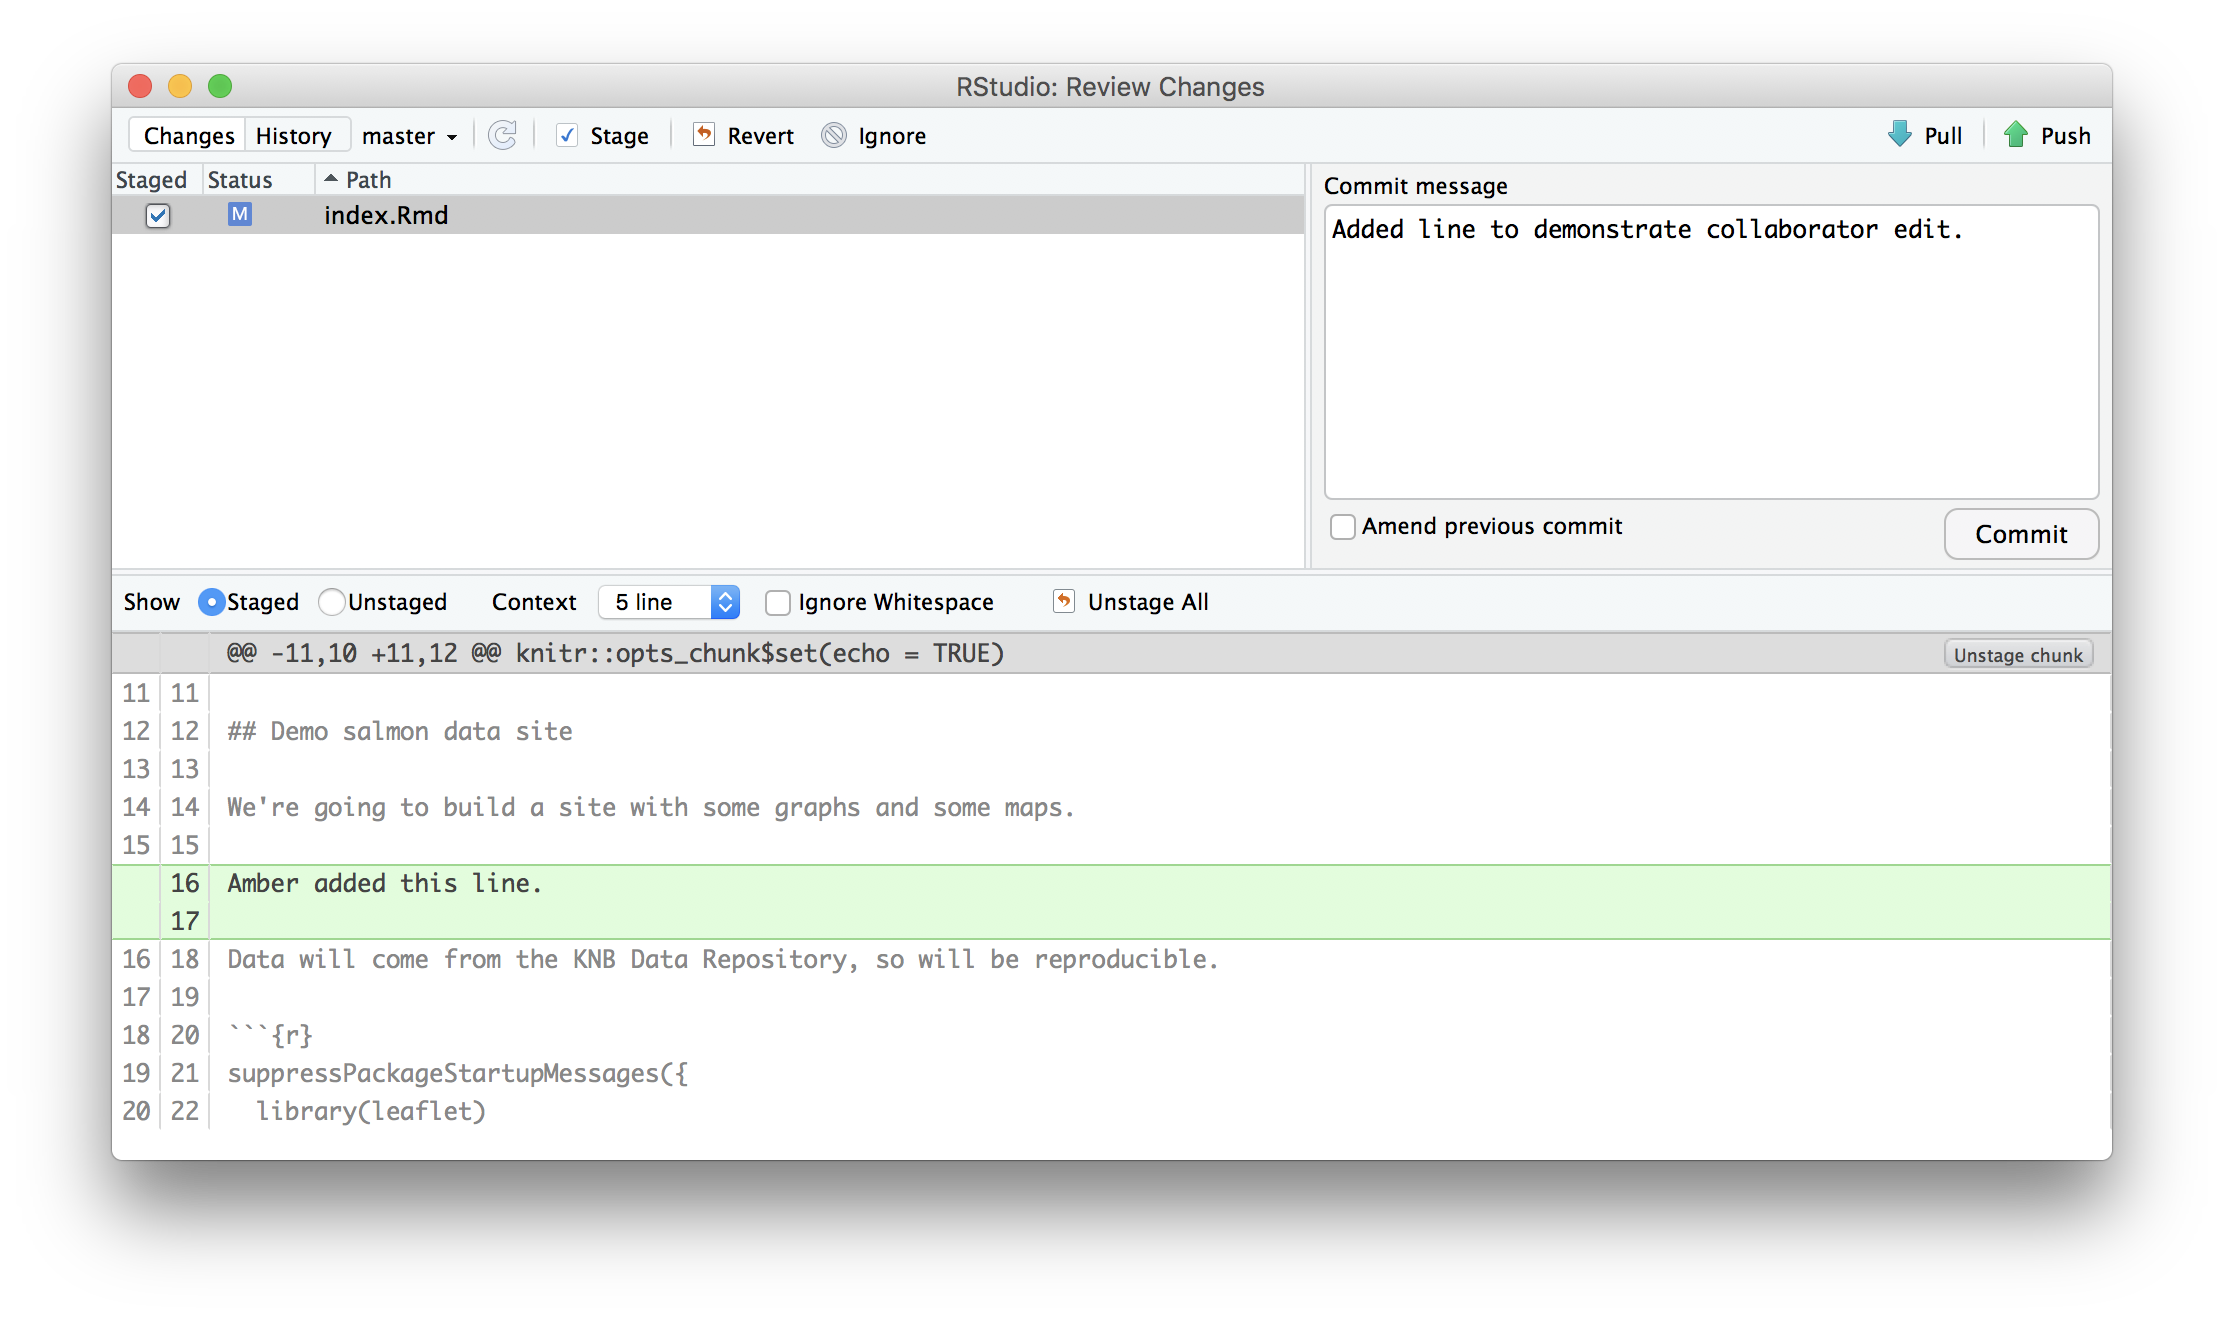 RStudio: Review Changes
Changes History master Stage Revert Ignore Pull Push
Staged Status Path
M index.Rmd
Commit message
Added line to demonstrate collaborator edit.
Amend previous commit Commit
Show Staged Unstaged Context 5 line Ignore Whitespace Unstage All
@@ -11,10 +11,12 @@ knitr::opts_chunk$set(echo = TRUE) Unstage chunk
11 11
12 12 ## Demo salmon data site
13 13
14 14 We're going to build a site with some graphs and some maps.
15 15
16 Amber added this line.
17
16 18 Data will come from the KNB Data Repository, so will be reproducible.
17 19
18 20 ```{r}
19 21 suppressPackageStartupMessages({
20 22 library(leaflet)